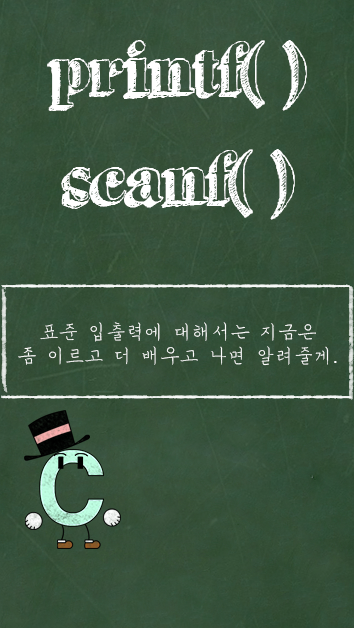 printf( )
scanf( )
표준 입출력에 대해서는 지금은
좀 이르고 더 배우고 나면 알려줄게.
C